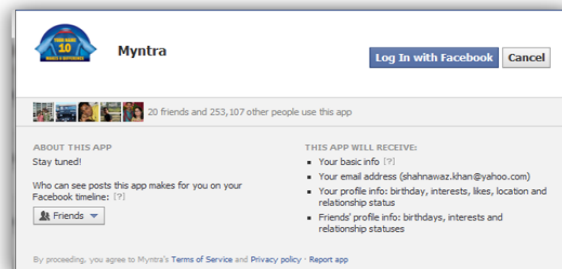 10
Myntra
Log In with Facebook
Cancel
20 friends and 253,107 other people use this app
ABOUT THIS APP
Stay tuned!
Who can see posts this app makes for you on your
Facebook timeline: [?]
Friends
THIS APP WILL RECEIVE:
Your basic info [?]
Your email address (shahnawaz.khan@yahoo.com)
Your profile info: birthday, interests, likes, location and
relationship status
Friends' profile info: birthdays, interests and
relationship statuses
By proceeding, you agree to Myntra's Terms of Service and Privacy policy · Report app